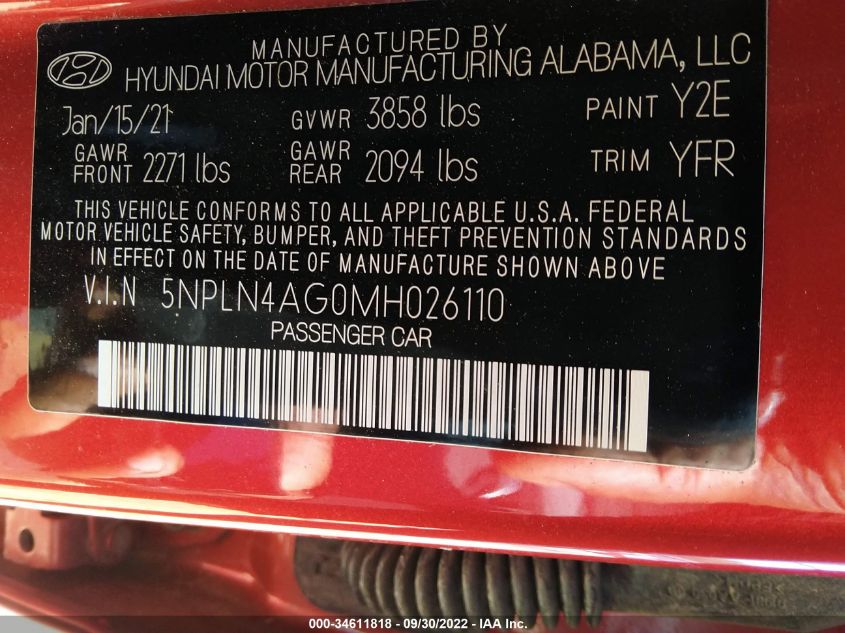 MANUFACTURED BY
HYUNDAI MOTOR MANUFACTURING ALABAMA, LLC
Jan/15/21 GVWR 3858 lbs PAINT Y2E
GAWR FRONT 2271 lbs GAWR REAR 2094 lbs TRIM YFR
THIS VEHICLE CONFORMS TO ALL APPLICABLE U.S.A. FEDERAL
MOTOR VEHICLE SAFETY, BUMPER, AND THEFT PREVENTION STANDARDS
IN EFFECT ON THE DATE OF MANUFACTURE SHOWN ABOVE
V.I.N 5NPLN4AG0MH026110
PASSENGER CAR
000-34611818 - 09/30/2022 - IAA Inc.